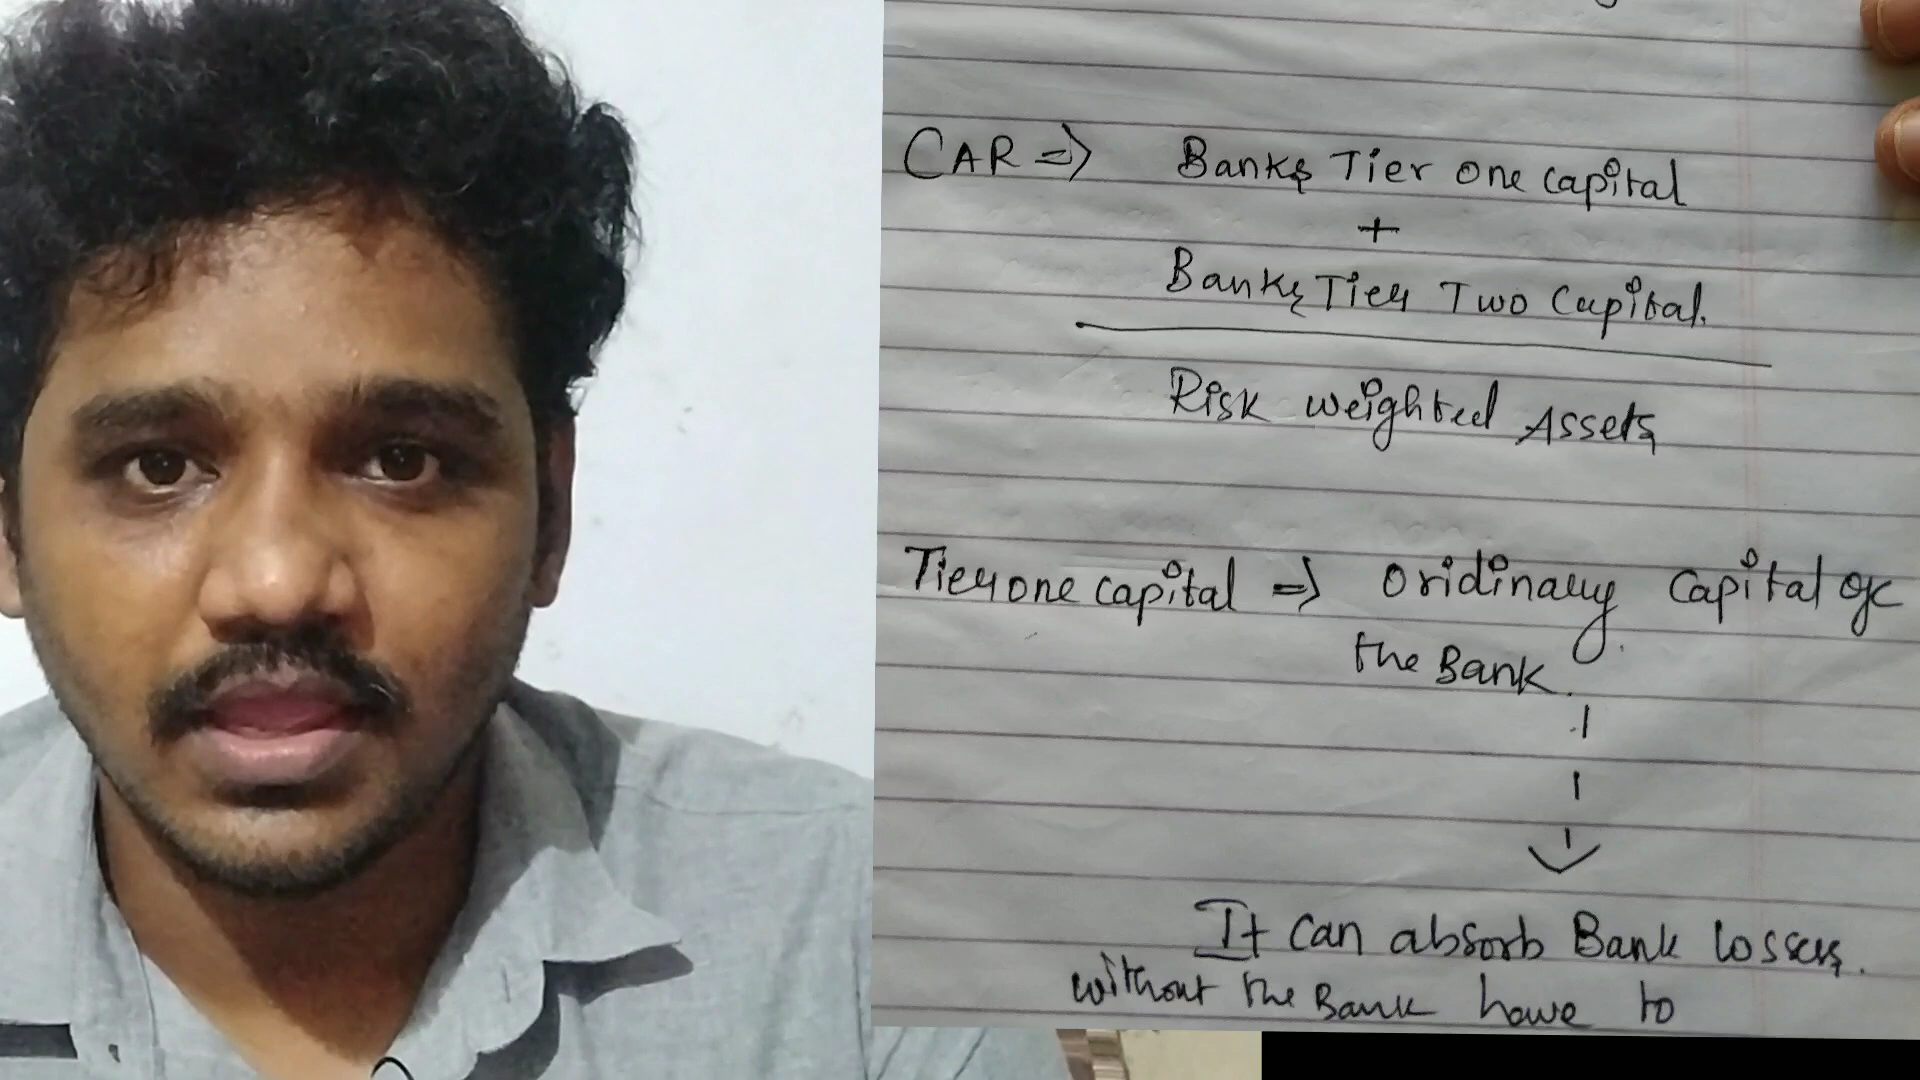 CAR => Banks Tier one capital
+
Banks Tier Two Capital.
Risk weighted Assets
Tier one capital => Oridinary Capital of
the Bank.
It can absorb Bank losses.
without the Bank have to